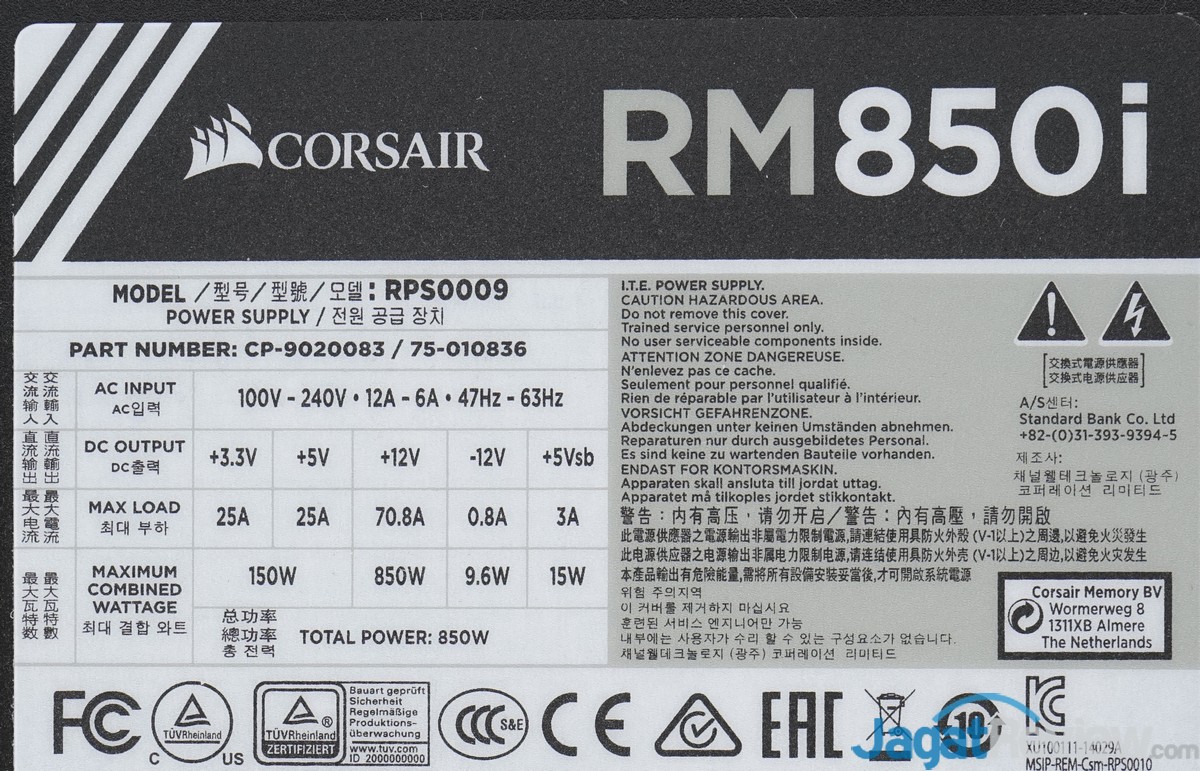 CORSAIR
RM850i
MODEL / 型号 / 型號 / 모델 : RPS0009
POWER SUPPLY / 전원 공급 장치
PART NUMBER: CP-9020083 / 75-010836
交流输入 交流輸入
AC INPUT
AC입력
100V - 240V • 12A - 6A • 47Hz - 63Hz
直流输出 直流輸出
DC OUTPUT
DC출력
+3.3V +5V +12V -12V +5Vsb
最大电流 最大電流
MAX LOAD
최대 부하
25A 25A 70.8A 0.8A 3A
最大瓦特数 最大瓦特數
MAXIMUM
COMBINED
WATTAGE
최대 결합 와트
150W 850W 9.6W 15W
总功率
總功率
총 전력
TOTAL POWER: 850W
I.T.E. POWER SUPPLY.
CAUTION HAZARDOUS AREA.
Do not remove this cover.
Trained service personnel only.
No user serviceable components inside.
ATTENTION ZONE DANGEREUSE.
N'enlevez pas ce cache.
Seulement pour personnel qualifié.
Rien de réparable par l'utilisateur à l'intérieur.
VORSICHT GEFAHRENZONE.
Abdeckungen unter keinen Umständen abnehmen.
Reparaturen nur durch ausgebildetes Personal.
Es sind keine zu wartenden Bauteile vorhanden.
ENDAST FOR KONTORSMASKIN.
Apparaten skall ansluta till jordat uttag.
Apparatet må tilkoples jordet stikkontakt.
警告：内有高压，请勿开启/警告：內有高壓，請勿開啟
此電源供應器之電源輸出非屬電力限制電源,請連結使用具防火外殼 (V-1以上)之周邊,以避免火災發生
此电源供应器之电源输出非属电力限制电源,请连结使用具防火外壳 (V-1以上)之周边,以避免火灾发生
本產品輸出有危險能量,需將所有設備安裝妥當後,才可開啟系統電源
위험 주의지역
이 커버를 제거하지 마십시요
훈련된 서비스 엔지니어만 가능
내부에는 사용자가 수리 할 수 있는 구성요소가 없습니다.
채널웰테크놀로지 (광주) 코퍼레이션 리미티드
交換式電源供應器
交换式电源供应器
A/S센터:
Standard Bank Co. Ltd
+82-(0)31-393-9394-5
제조사:
채널웰테크놀로지 (광주)
코퍼레이션 리미티드
Corsair Memory BV
Wormerweg 8
1311XB Almere
The Netherlands
FC
TÜVRheinland
C US
TÜVRheinland ®
ZERTIFIZIERT
Bauart geprüft
Sicherheit
Regelmäßige
Produktions-
überwachung
www.tuv.com
ID 2000000000
CCC S&E
CE
EAC
10
KC
XU100111-14029A
MSIP-REM-Csm-RPS0010
JagatReview.com